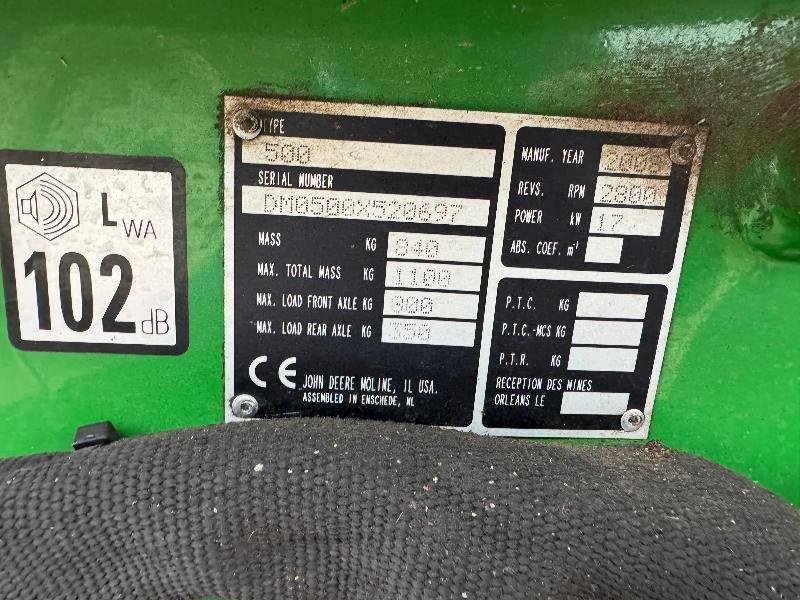 L WA
102 dB
TYPE
500
SERIAL NUMBER
DM0500X520697
MASS KG 840
MAX. TOTAL MASS KG 1100
MAX. LOAD FRONT AXLE KG 900
MAX. LOAD REAR AXLE KG 350
CE JOHN DEERE MOLINE, IL USA.
ASSEMBLED IN ENSCHEDE, NL
MANUF. YEAR
REVS. RPM 2800
POWER kW 17
ABS. COEF. m⁻¹
P.T.C. KG
P.T.C.-MCS KG
P.T.R. KG
RECEPTION DES MINES
ORLEANS LE